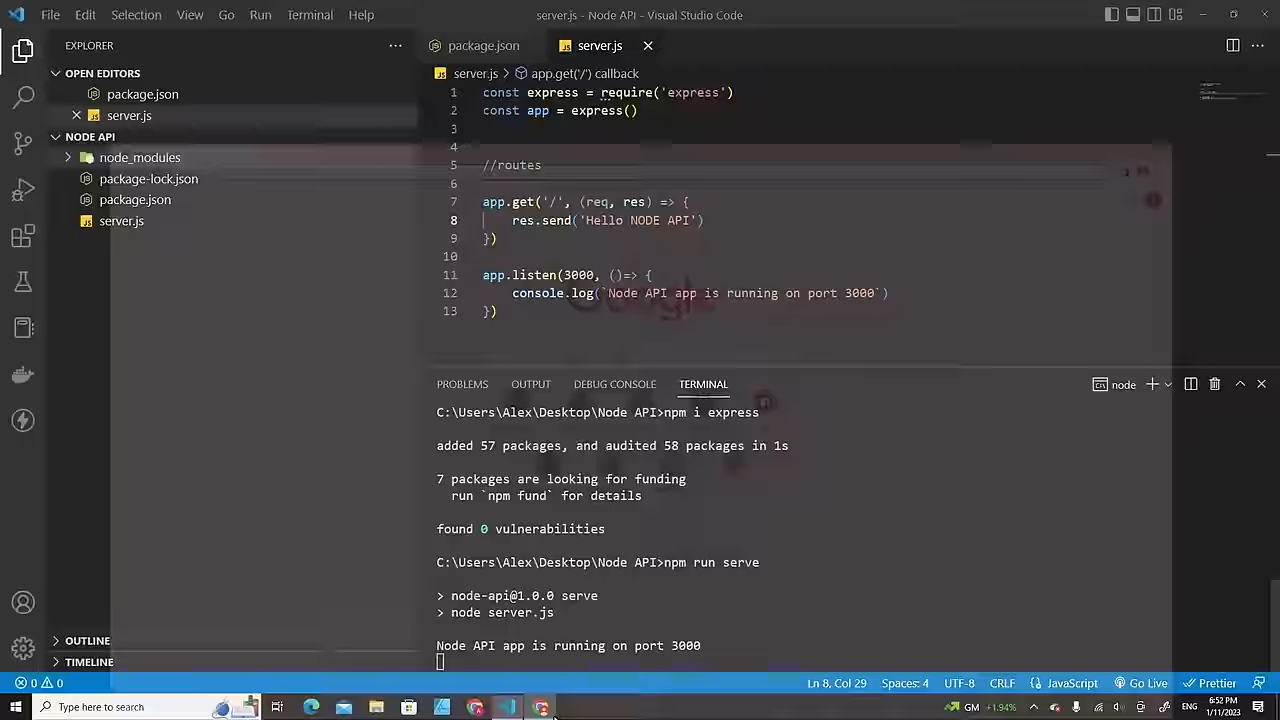 File Edit Selection View Go Run Terminal Help
server.js - Node API - Visual Studio Code
EXPLORER
OPEN EDITORS
package.json
server.js
NODE API
node_modules
package-lock.json
package.json
JS server.js
OUTLINE
TIMELINE
package.json
JS server.js
JS server.js > app.get('/') callback
1 const express = require('express')
2 const app = express()
3
4
5 //routes
6
7 app.get('/', (req, res) => {
8 res.send('Hello NODE API')
9 })
10
11 app.listen(3000, ()=> {
12 console.log(`Node API app is running on port 3000`)
13 })
Google
PROBLEMS OUTPUT DEBUG CONSOLE TERMINAL
node
C:\Users\Alex\Desktop\Node API>npm i express
added 57 packages, and audited 58 packages in 1s
7 packages are looking for funding
run `npm fund` for details
found 0 vulnerabilities
C:\Users\Alex\Desktop\Node API>npm run serve
> node-api@1.0.0 serve
> node server.js
Node API app is running on port 3000
0 0
Ln 8, Col 29 Spaces: 4 UTF-8 CRLF JavaScript Go Live Prettier
Type here to search
GM +1.94%
ENG
6:52 PM
1/11/2023